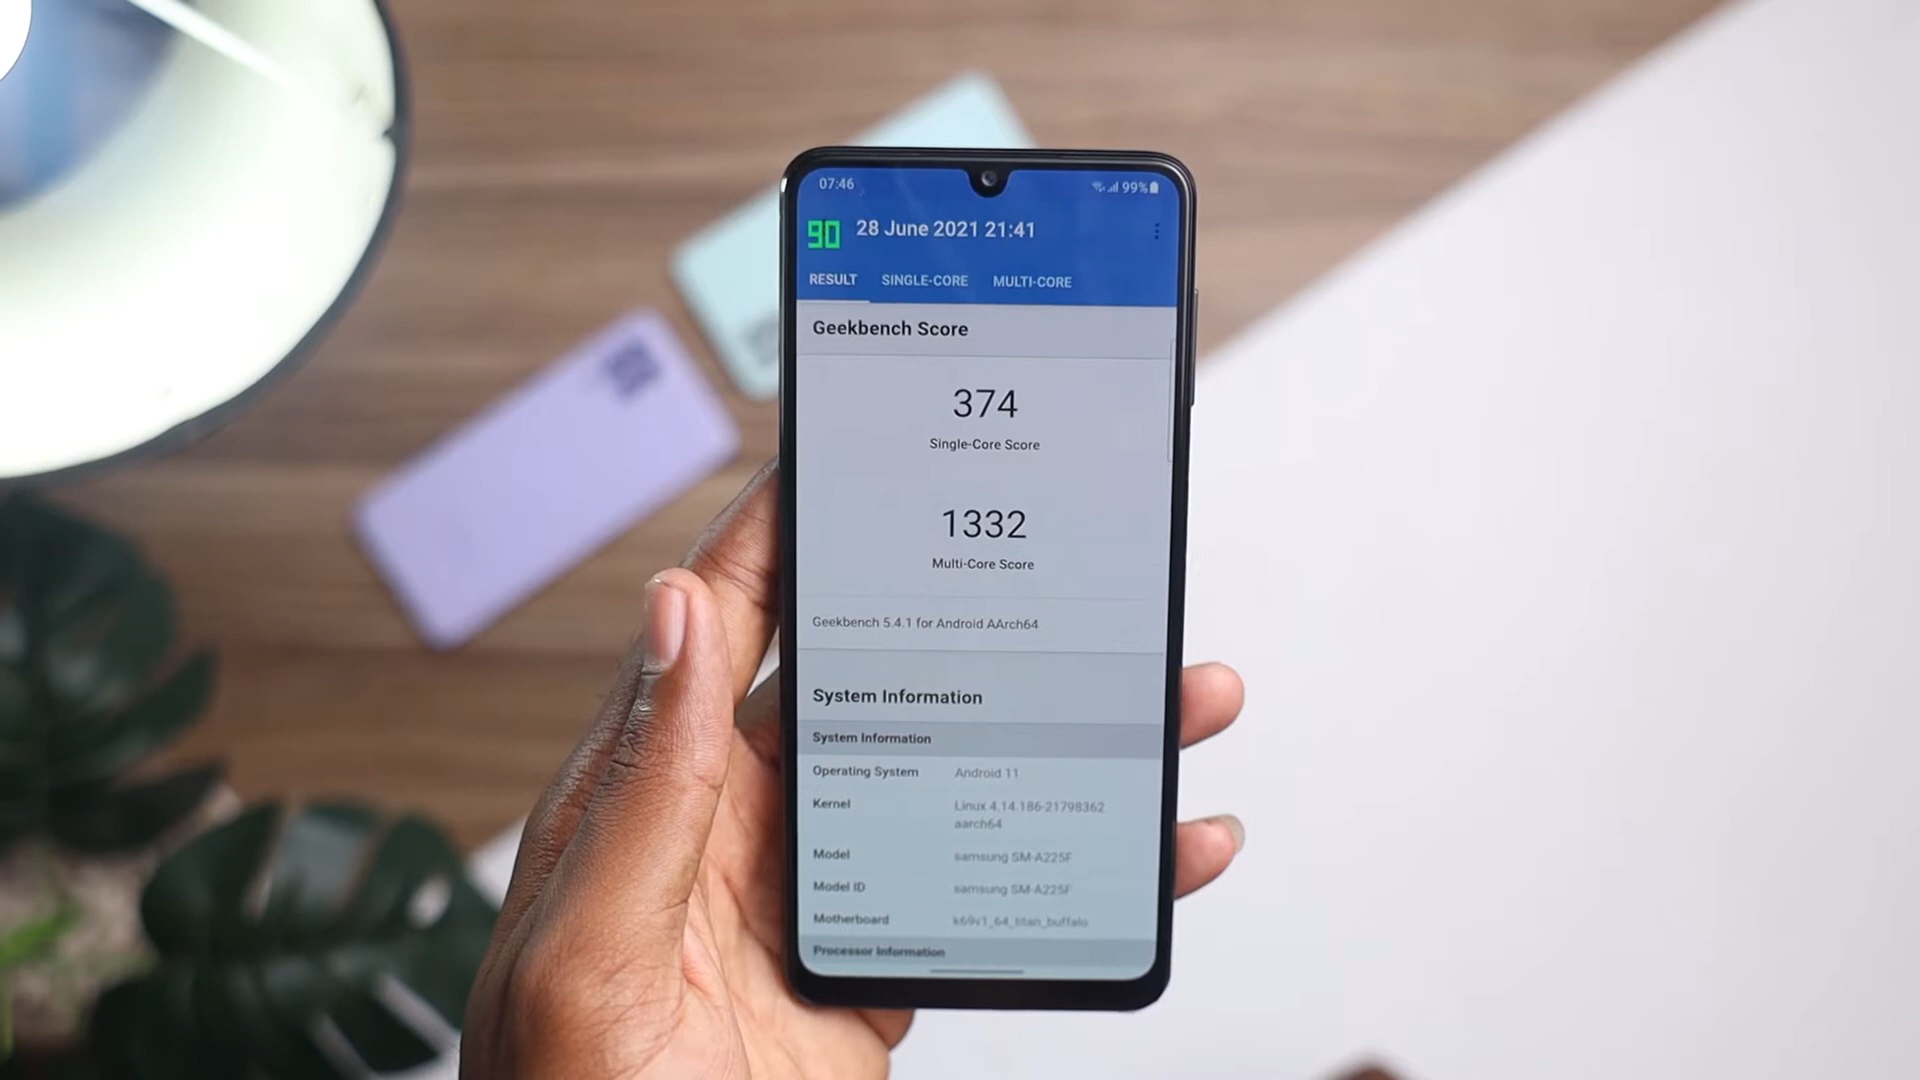 07:46
99%
90
28 June 2021 21:41
RESULT SINGLE-CORE MULTI-CORE
Geekbench Score
374
Single-Core Score
1332
Multi-Core Score
Geekbench 5.4.1 for Android AArch64
System Information
System Information
Operating System Android 11
Kernel Linux 4.14.186-21798362
aarch64
Model samsung SM-A225F
Model ID samsung SM-A225F
Motherboard k69v1_64_titan_buffalo
Processor Information